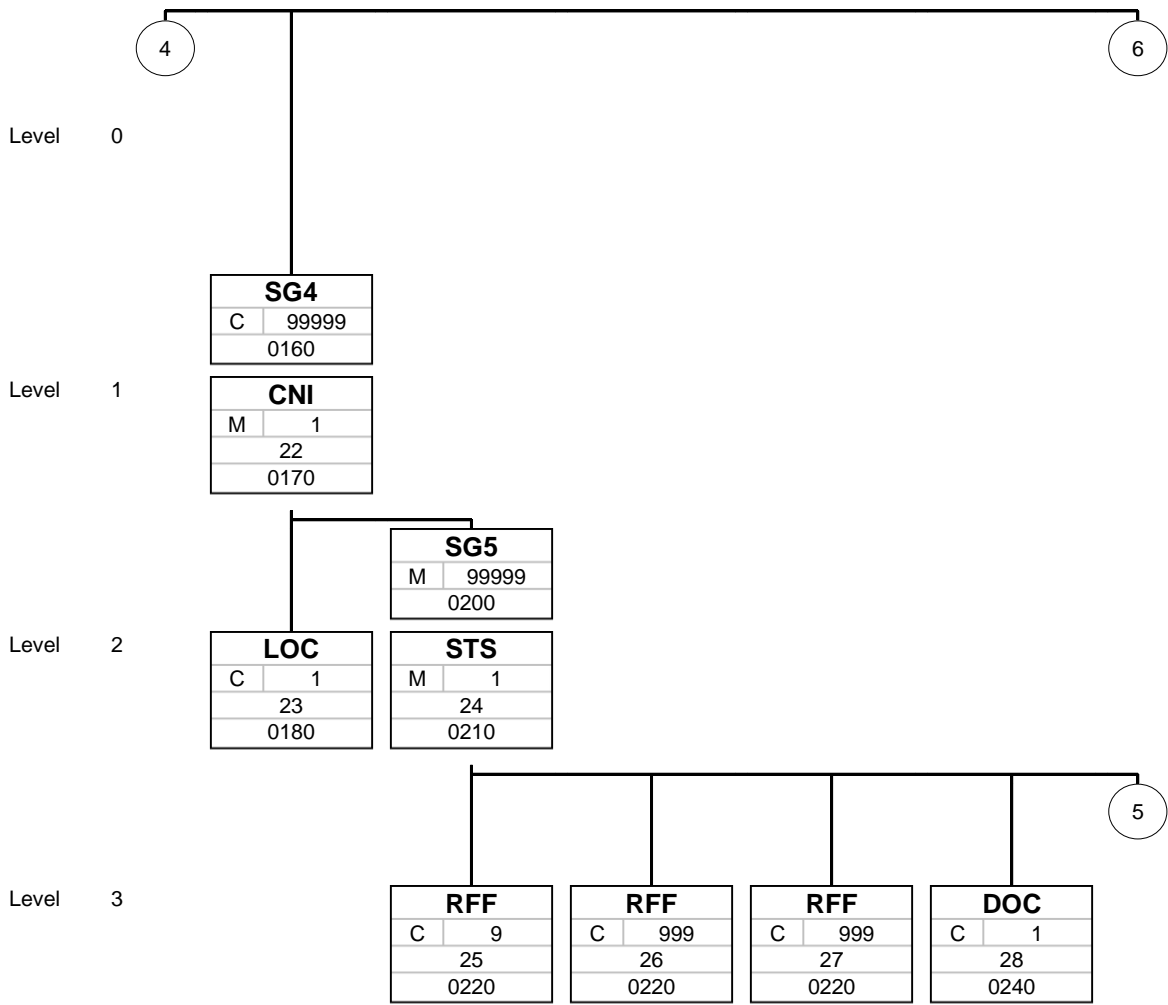 4 6
Level 0
SG4
C 99999
0160
Level 1
CNI
M 1
22
0170
SG5
M 99999
0200
Level 2
LOC STS
C 1 M 1
23 24
0180 0210
5
Level 3
RFF RFF RFF DOC
C 9 C 999 C 999 C 1
25 26 27 28
0220 0220 0220 0240